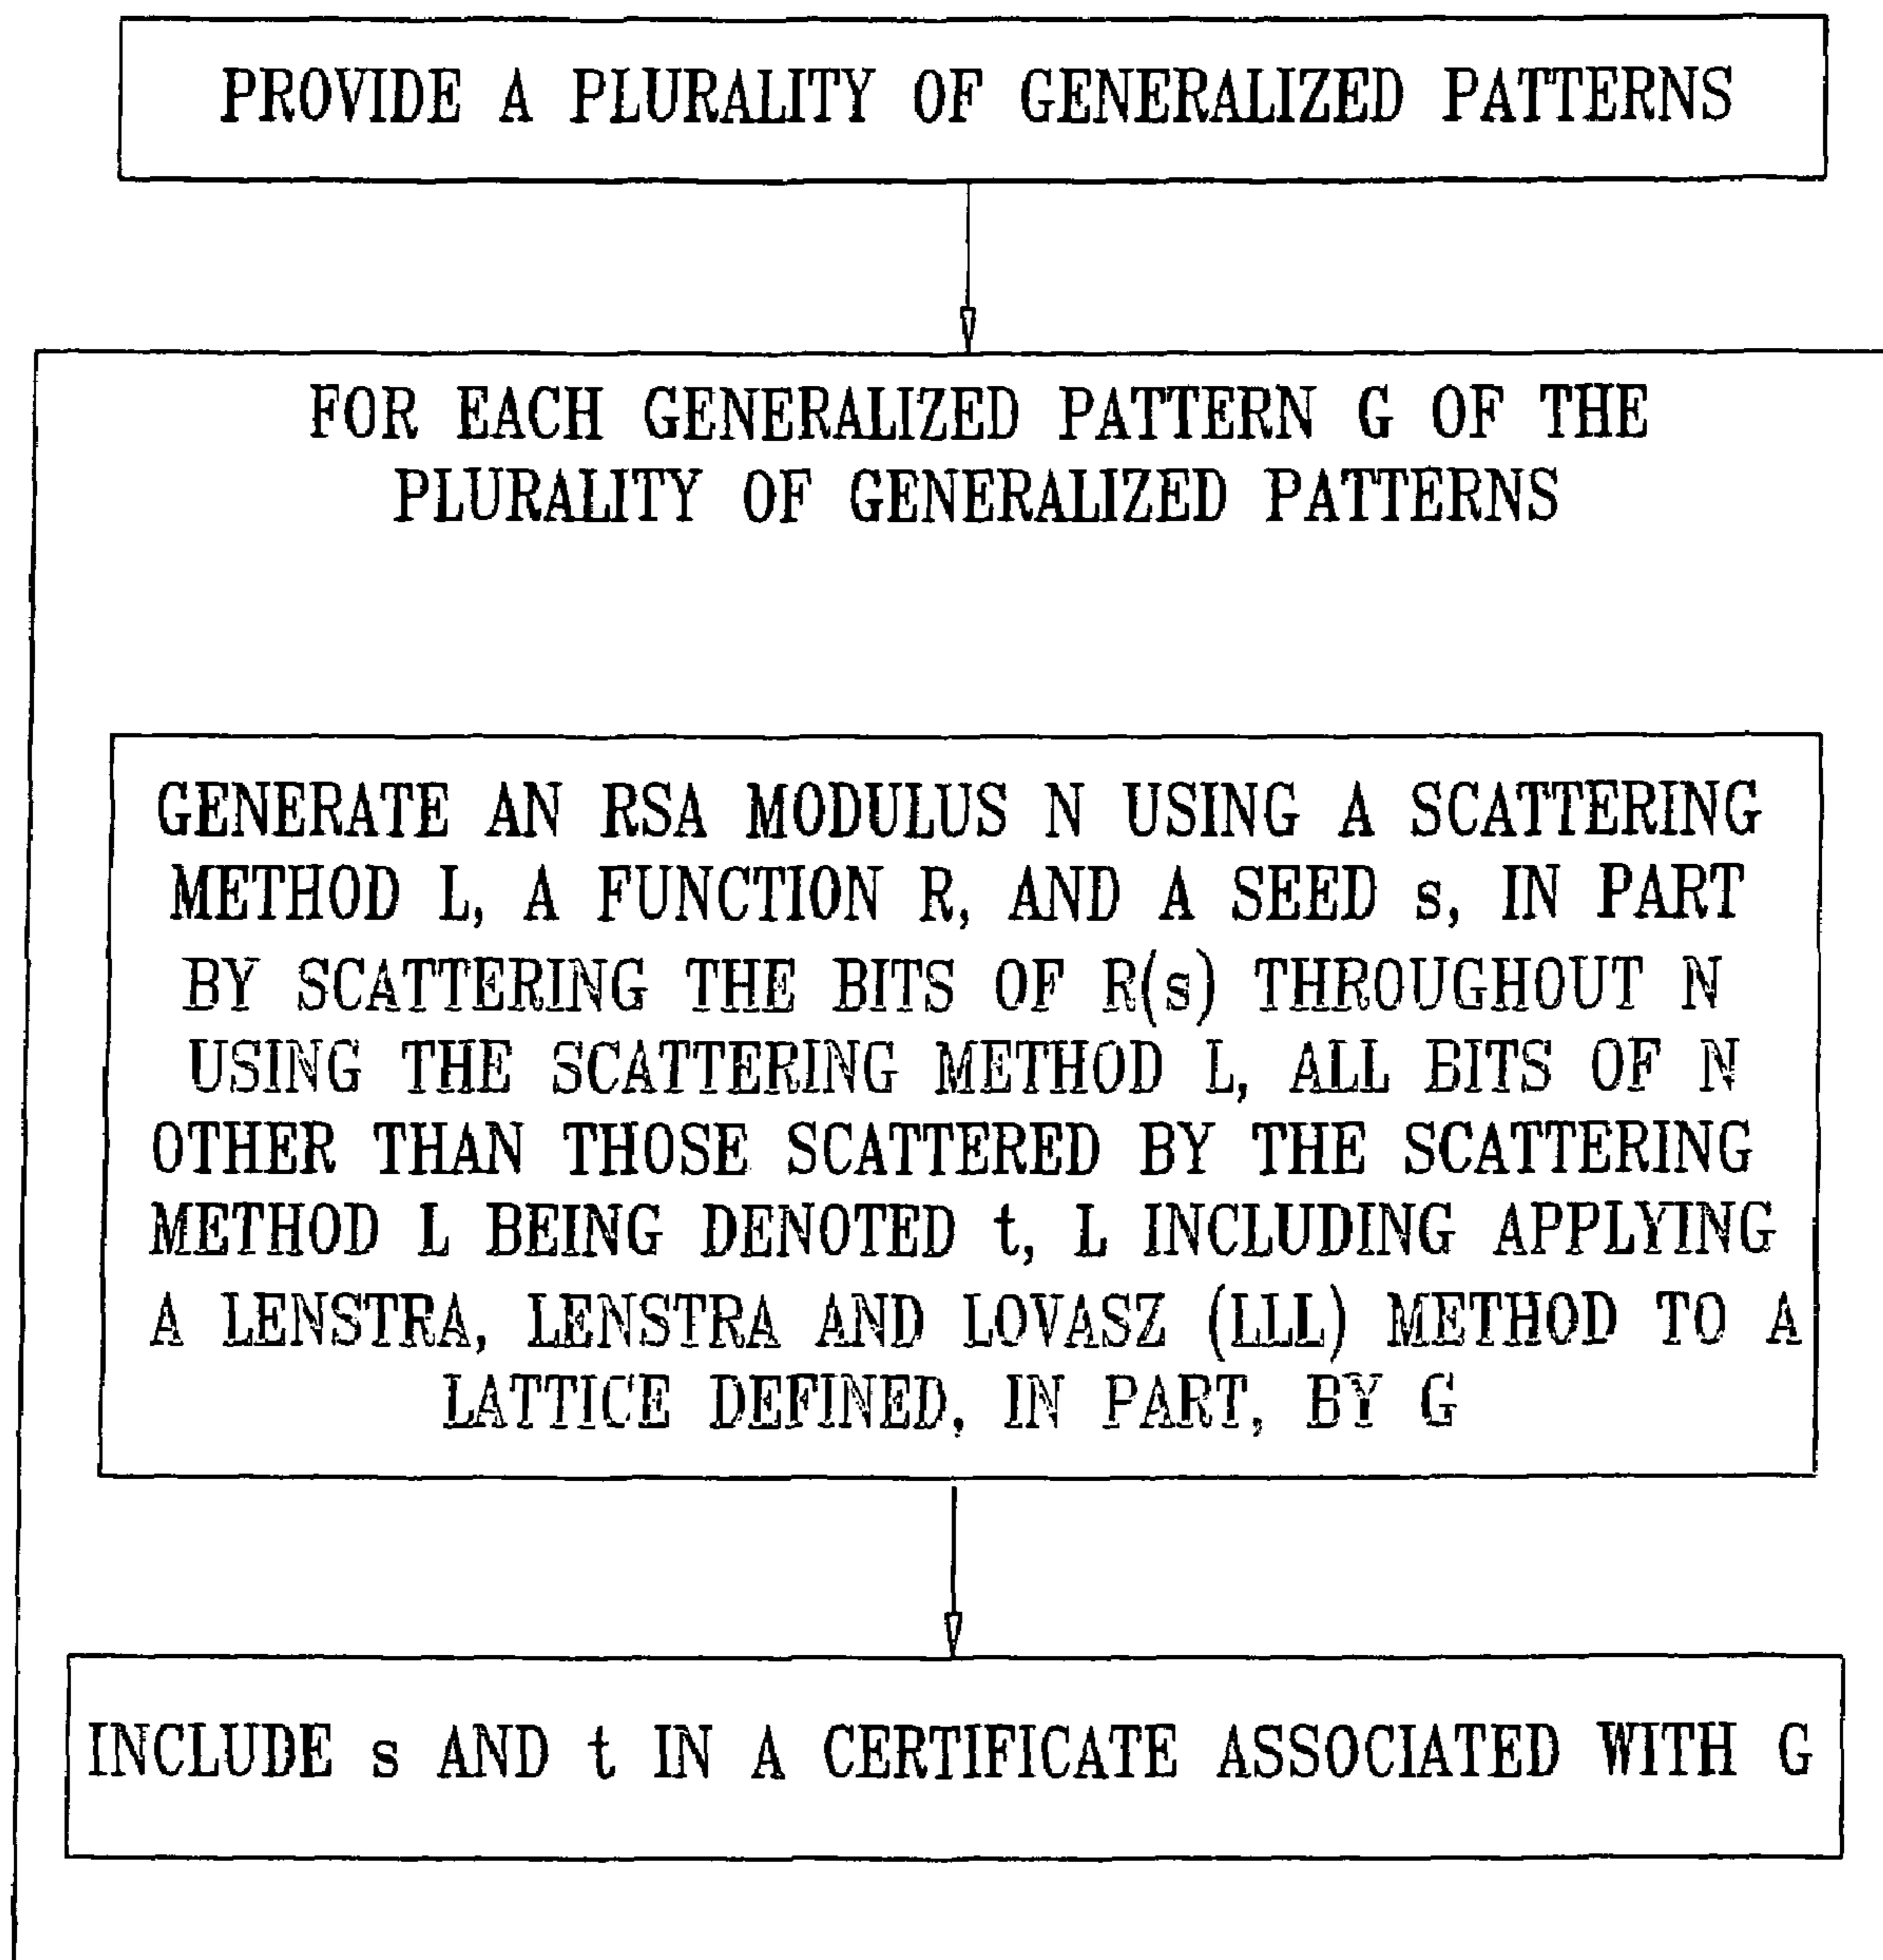 PROVIDE A PLURALITY OF GENERALIZED PATTERNS
FOR EACH GENERALIZED PATTERN G OF THE
PLURALITY OF GENERALIZED PATTERNS
GENERATE AN RSA MODULUS N USING A SCATTERING
METHOD L, A FUNCTION R, AND A SEED s, IN PART
BY SCATTERING THE BITS OF R(s) THROUGHOUT N
USING THE SCATTERING METHOD L, ALL BITS OF N
OTHER THAN THOSE SCATTERED BY THE SCATTERING
METHOD L BEING DENOTED t, L INCLUDING APPLYING
A LENSTRA, LENSTRA AND LOVASZ (LLL) METHOD TO A
LATTICE DEFINED, IN PART, BY G
INCLUDE s AND t IN A CERTIFICATE ASSOCIATED WITH G